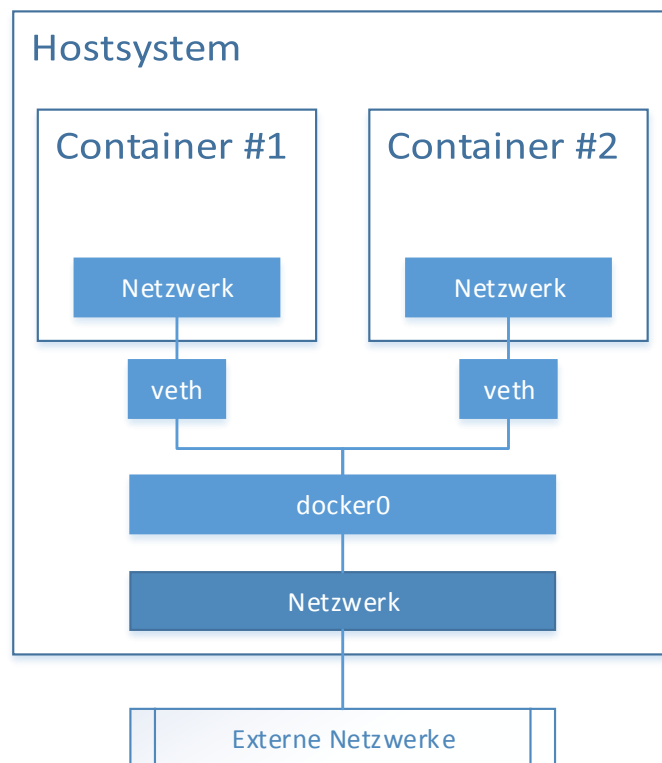 Hostsystem
Container #1
Container #2
Netzwerk
Netzwerk
veth
veth
docker0
Netzwerk
Externe Netzwerke